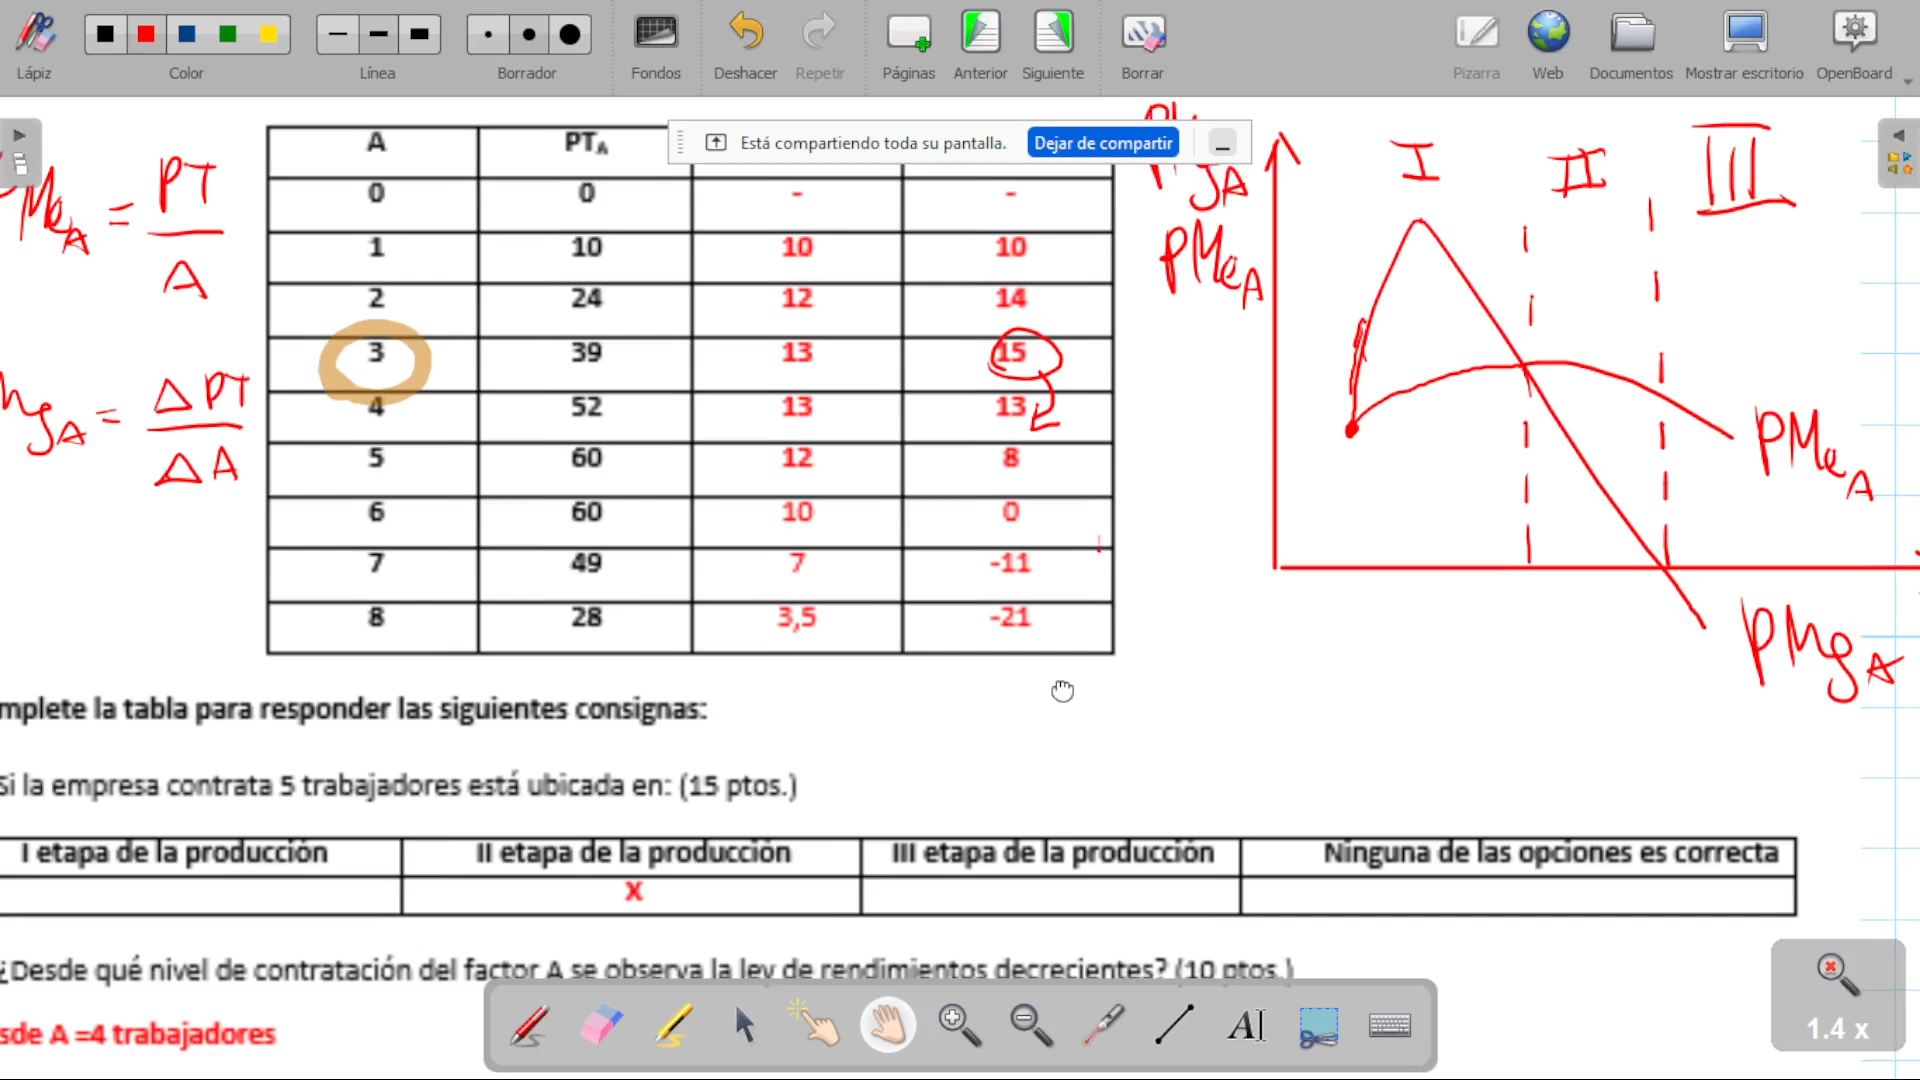 Lápiz
Color
Línea
Borrador
Fondos
Deshacer
Repetir
Páginas
Anterior
Siguiente
Borrar
Pizarra
Web
Documentos
Mostrar escritorio
OpenBoard
Está compartiendo toda su pantalla.
Dejar de compartir
PMeA = PT / A
gA = ΔPT / ΔA
A PTA
0 0 - -
1 10 10 10
2 24 12 14
3 39 13 15
4 52 13 13
5 60 12 8
6 60 10 0
7 49 7 -11
8 28 3,5 -21
gA
PMeA
I II III
PMeA
PMgA
mplete la tabla para responder las siguientes consignas:
Si la empresa contrata 5 trabajadores está ubicada en: (15 ptos.)
I etapa de la producción II etapa de la producción III etapa de la producción Ninguna de las opciones es correcta
X
¿Desde qué nivel de contratación del factor A se observa la ley de rendimientos decrecientes? (10 ptos.)
sde A =4 trabajadores
AI
1.4 x